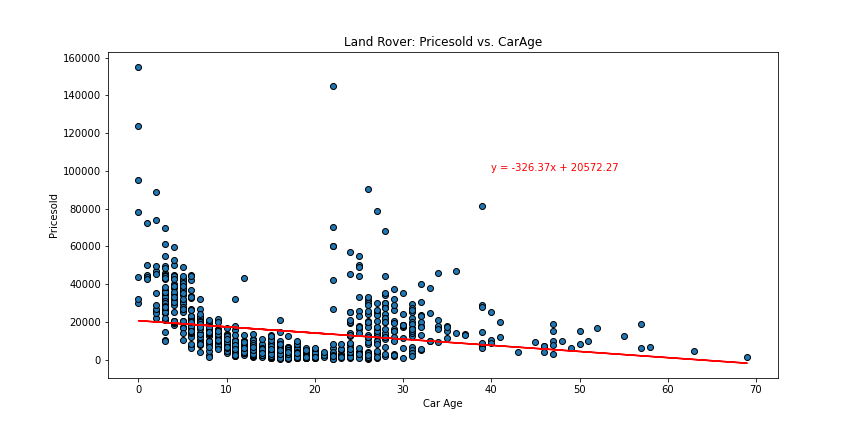 Land Rover: Pricesold vs. CarAge
160000
140000
120000
100000
80000
60000
40000
20000
0
Pricesold
y = -326.37x + 20572.27
0 10 20 30 40 50 60 70
Car Age